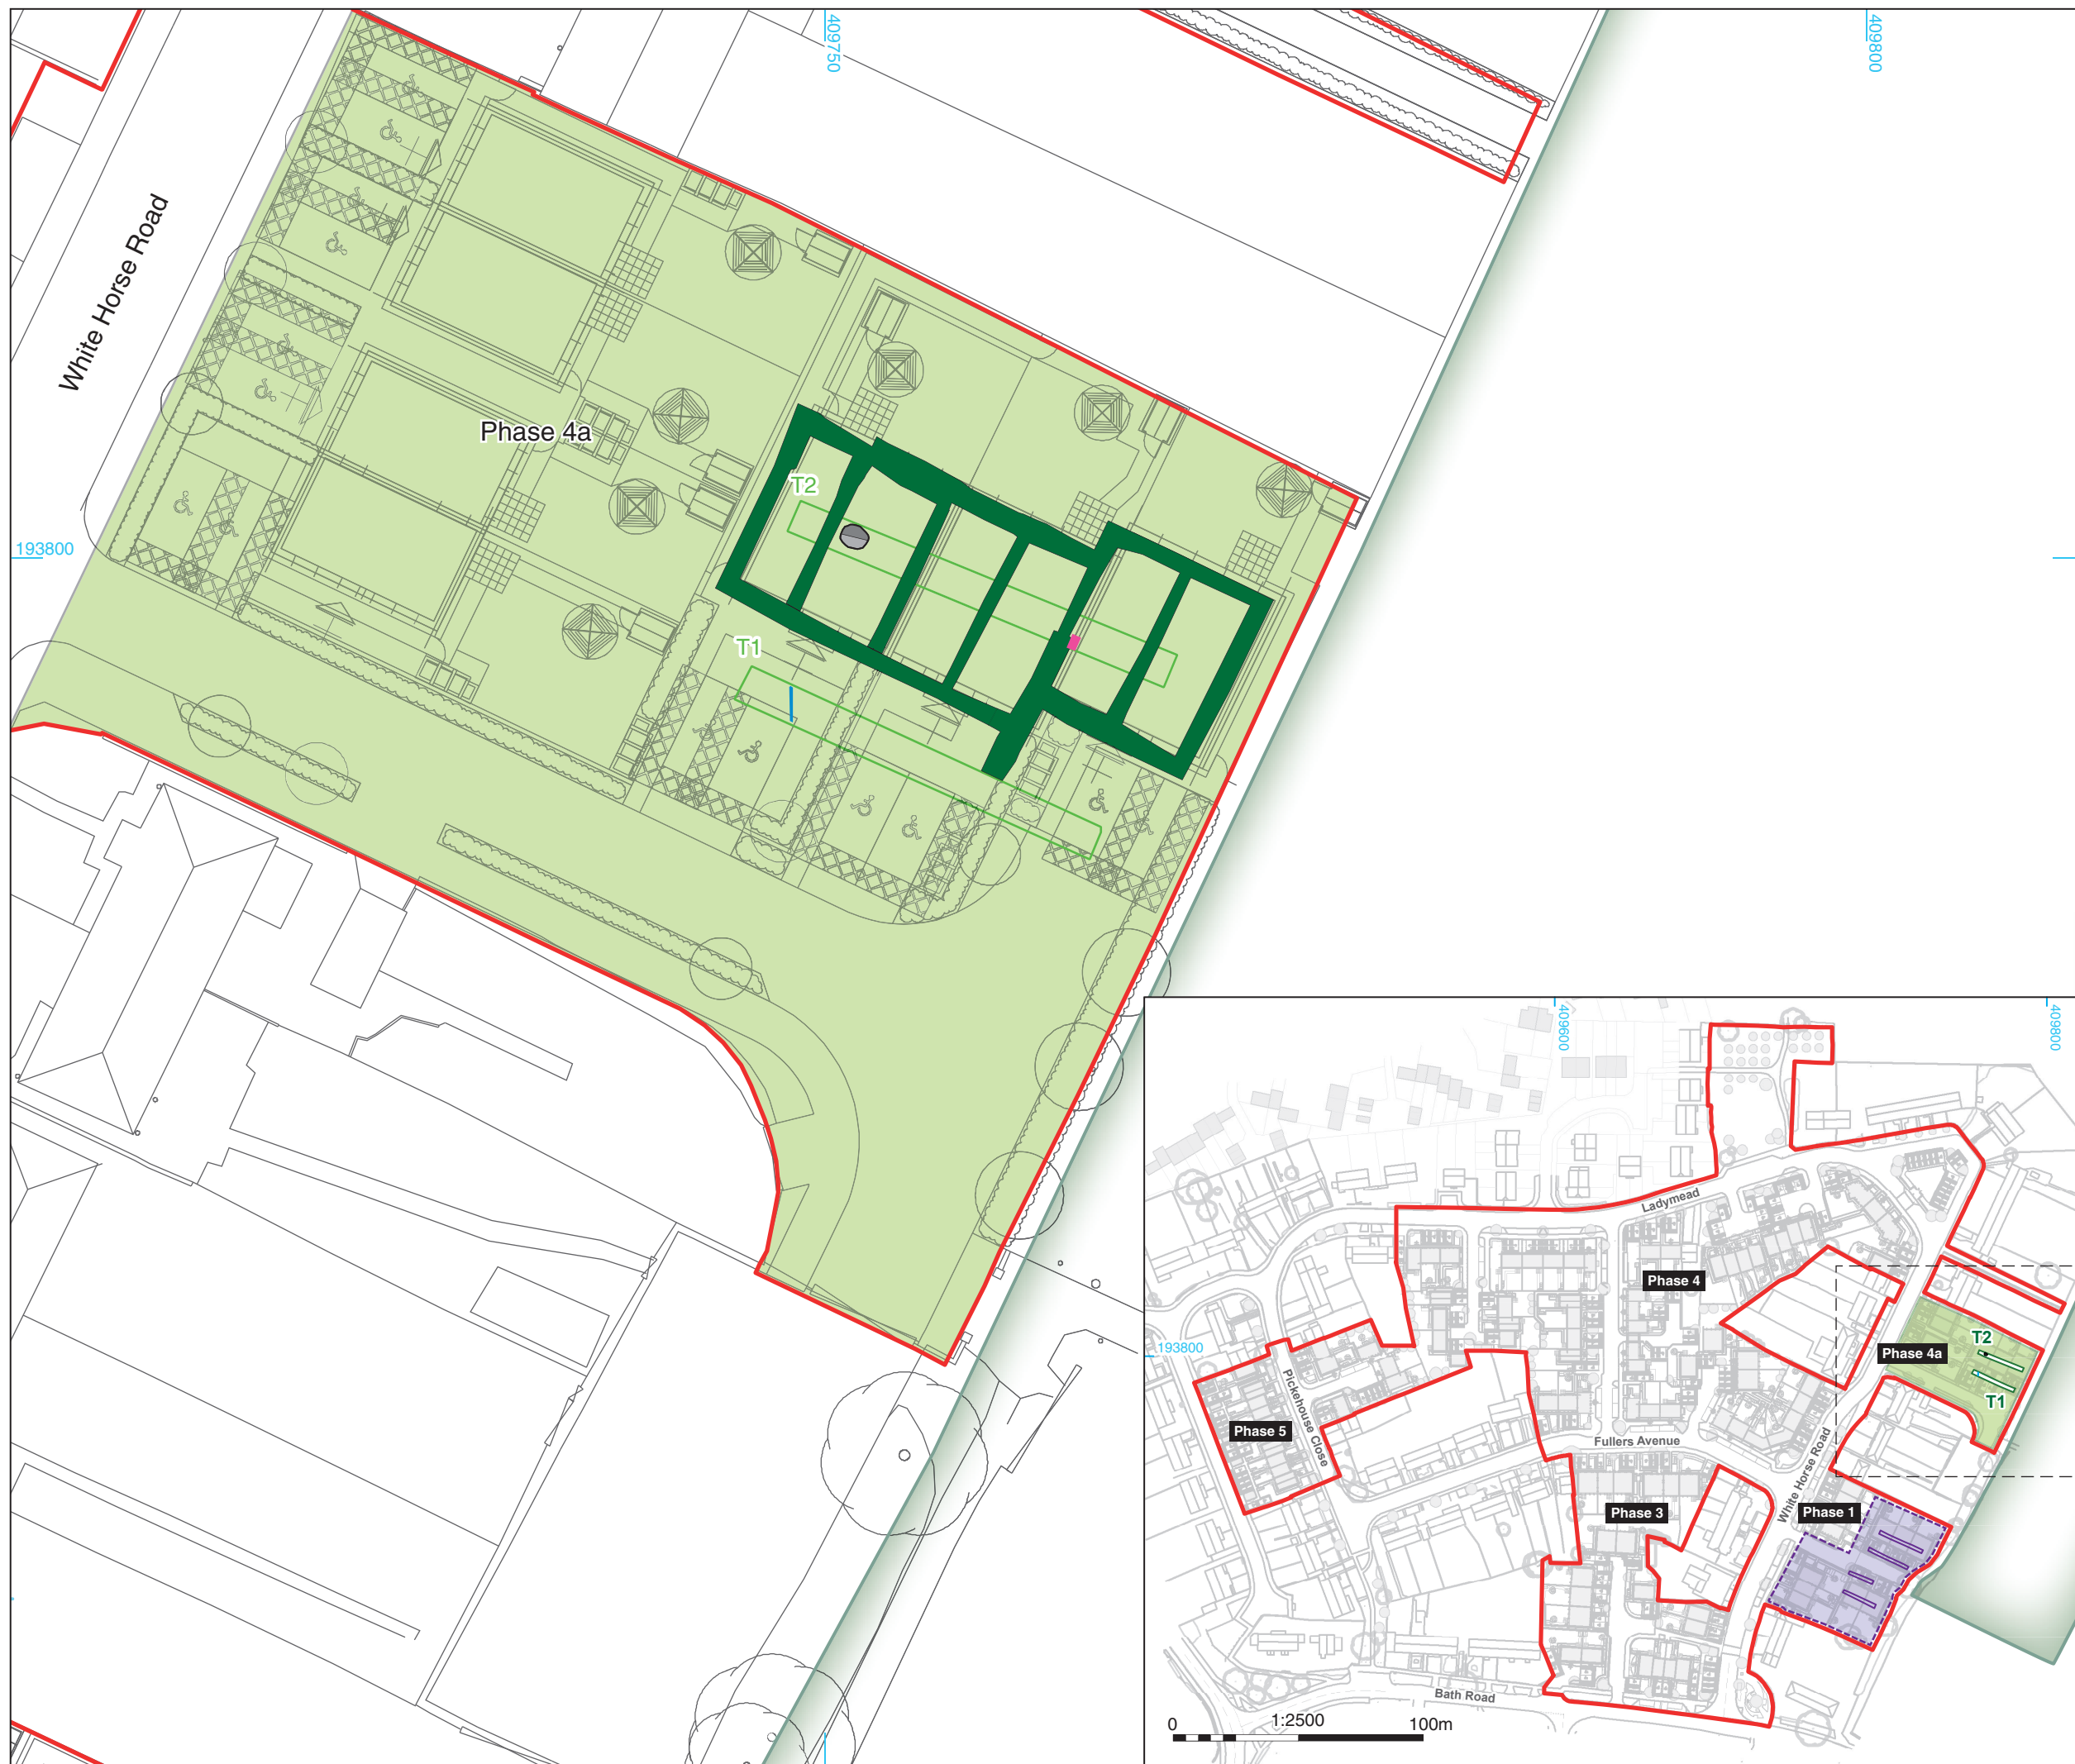 409750
409800
White Horse Road
Phase 4a
T2
193800
T1
409600
409800
Ladymead
Phase 4
193800
T2
Phase 4a
T1
Pickehouse Close
Phase 5
Fullers Avenue
White Horse Road
Phase 3
Phase 1
Bath Road
0 1:2500 100m